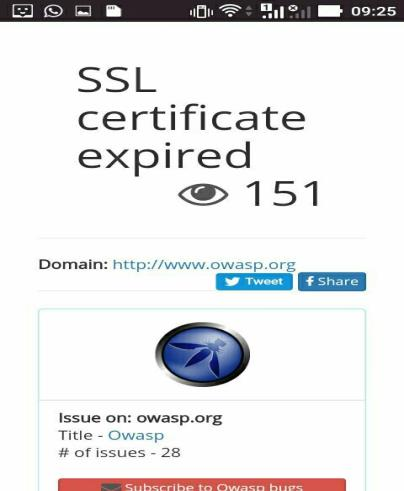 09:25
SSL
certificate
expired
151
Domain: http://www.owasp.org
Tweet
Share
Issue on: owasp.org
Title - Owasp
# of issues - 28
Subscribe to Owasp bugs